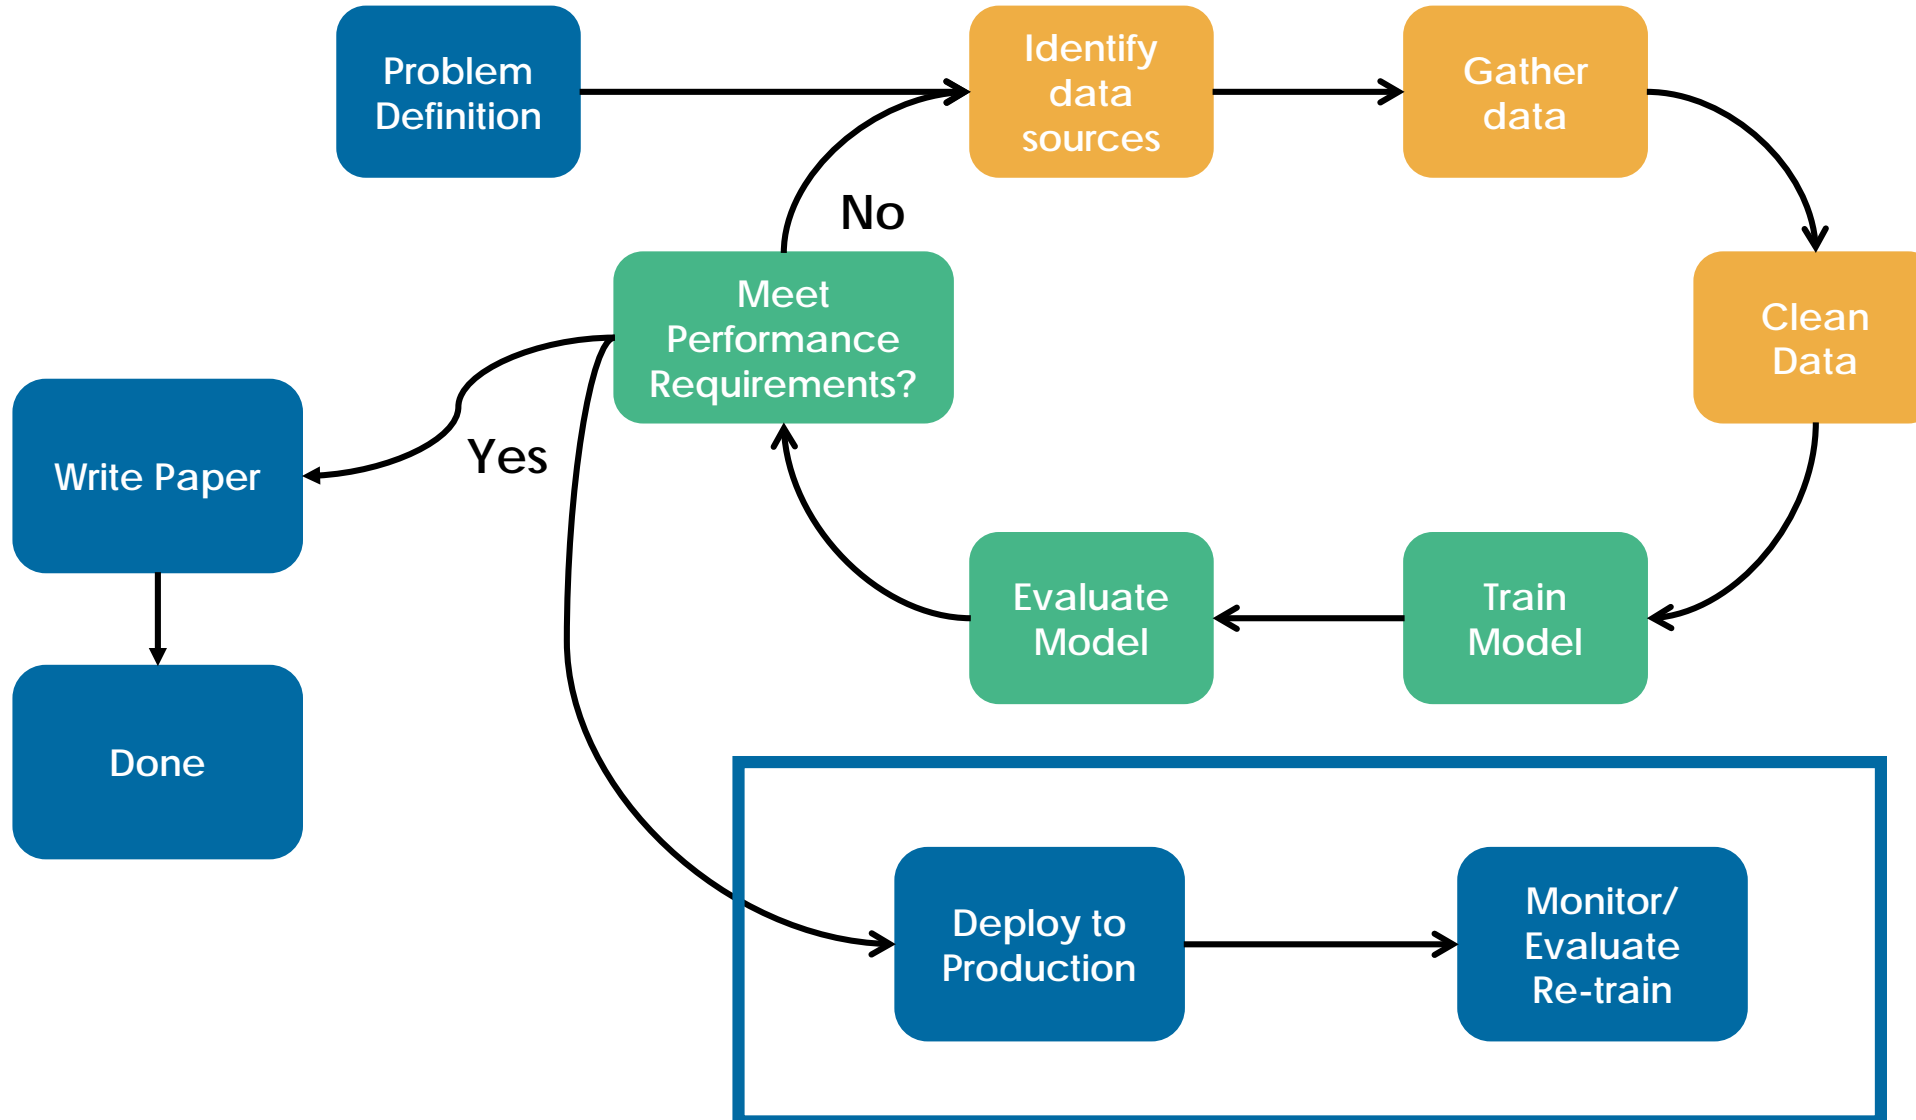 Problem
Definition
Identify
data
sources
Gather
data
No
Meet
Performance
Requirements?
Clean
Data
Yes
Write Paper
Evaluate
Model
Train
Model
Done
Deploy to
Production
Monitor/
Evaluate
Re-train